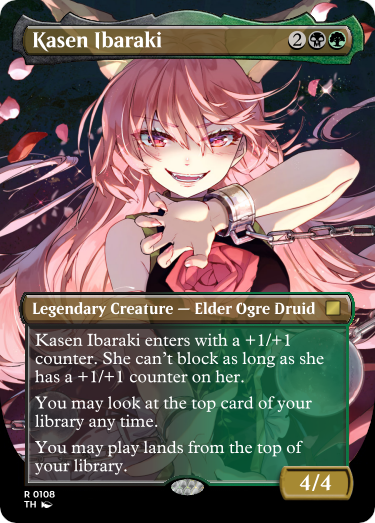 Kasen Ibaraki 2
Legendary Creature — Elder Ogre Druid
Kasen Ibaraki enters with a +1/+1
counter. She can't block as long as she
has a +1/+1 counter on her.
You may look at the top card of your
library any time.
You may play lands from the top of
your library.
4/4
R 0108
TH